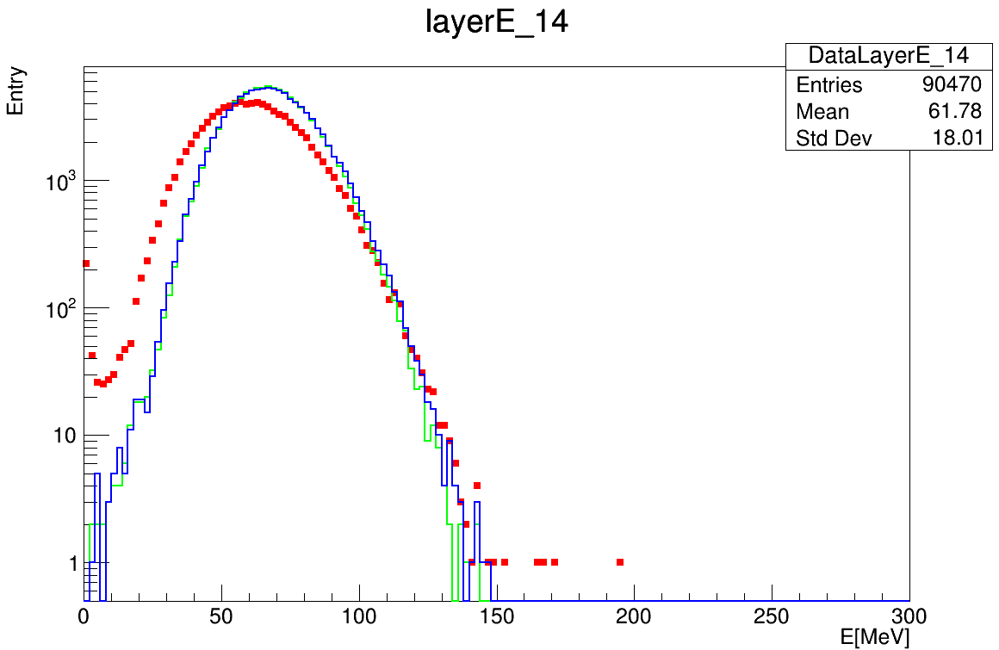 layerE_14
DataLayerE_14
Entries 90470
Mean 61.78
Std Dev 18.01
Entry
10³
10²
10
1
0 50 100 150 200 250 300
E[MeV]